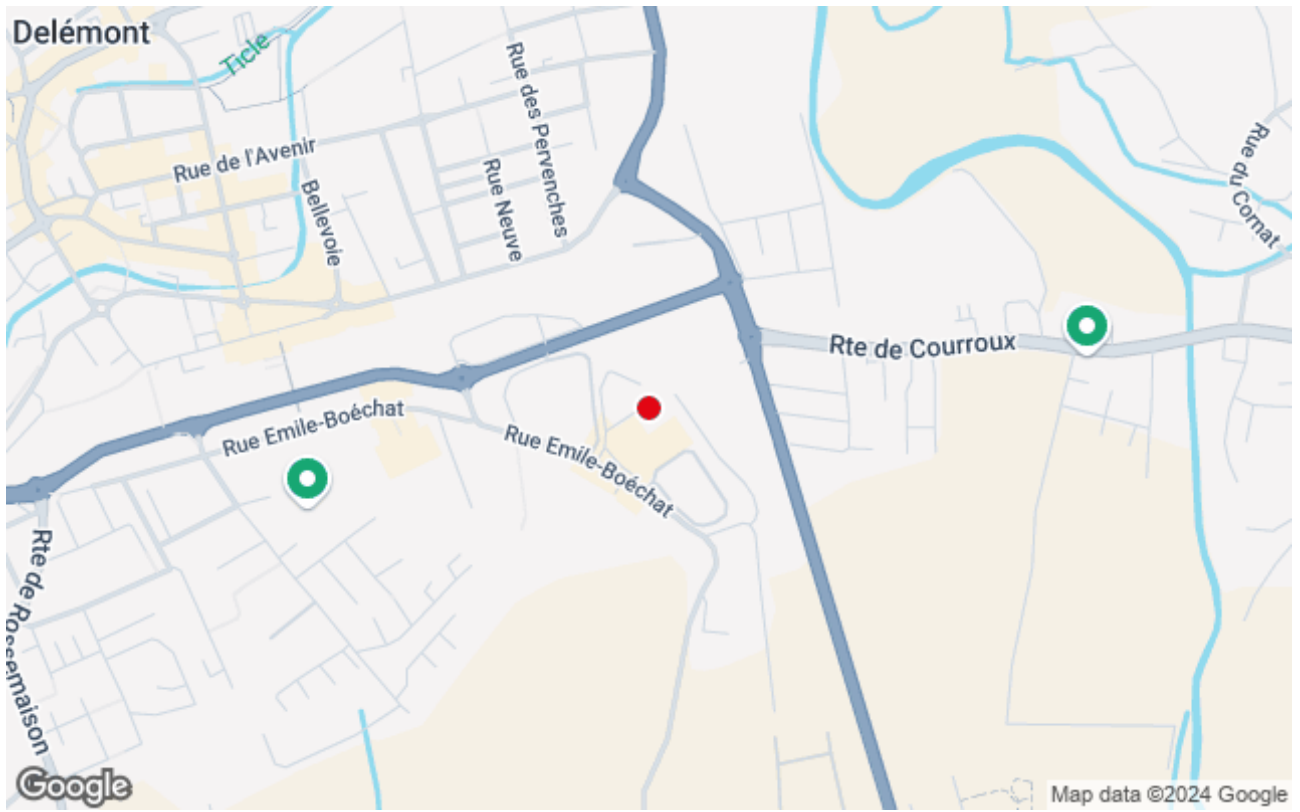 Delémont
Ticle
Rue des Pervenches
Rue de l'Avenir
Rue Neuve
Bellevoie
Rue du Cornat
Rte de Courroux
Rue Emile-Boéchat
Rue Emile-Boéchat
Rte de Rossemaison
Google
Map data ©2024 Google